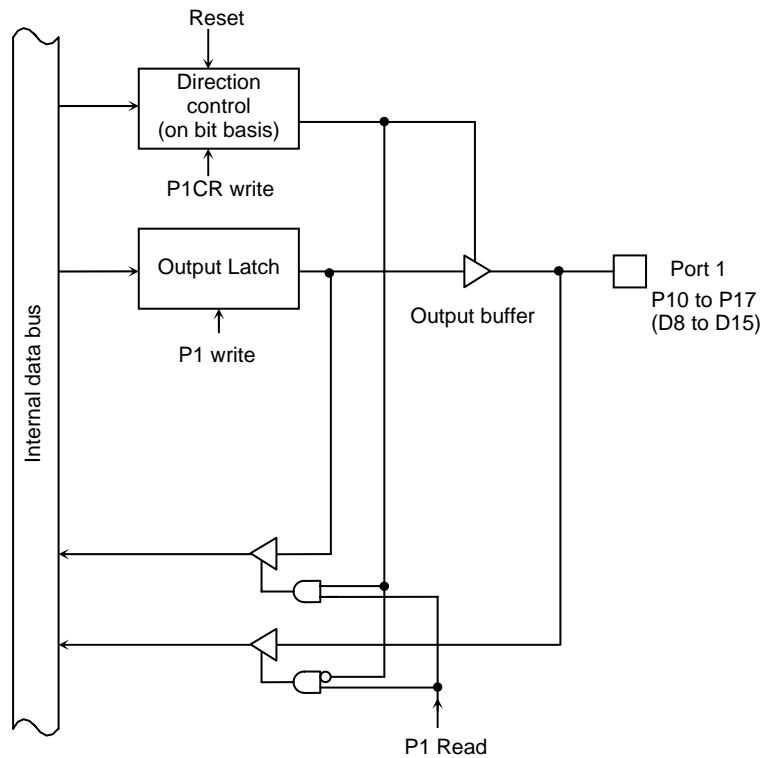 Reset
Direction
control
(on bit basis)
P1CR write
Output Latch
Port 1
P10 to P17
(D8 to D15)
Output buffer
P1 write
Internal data bus
P1 Read